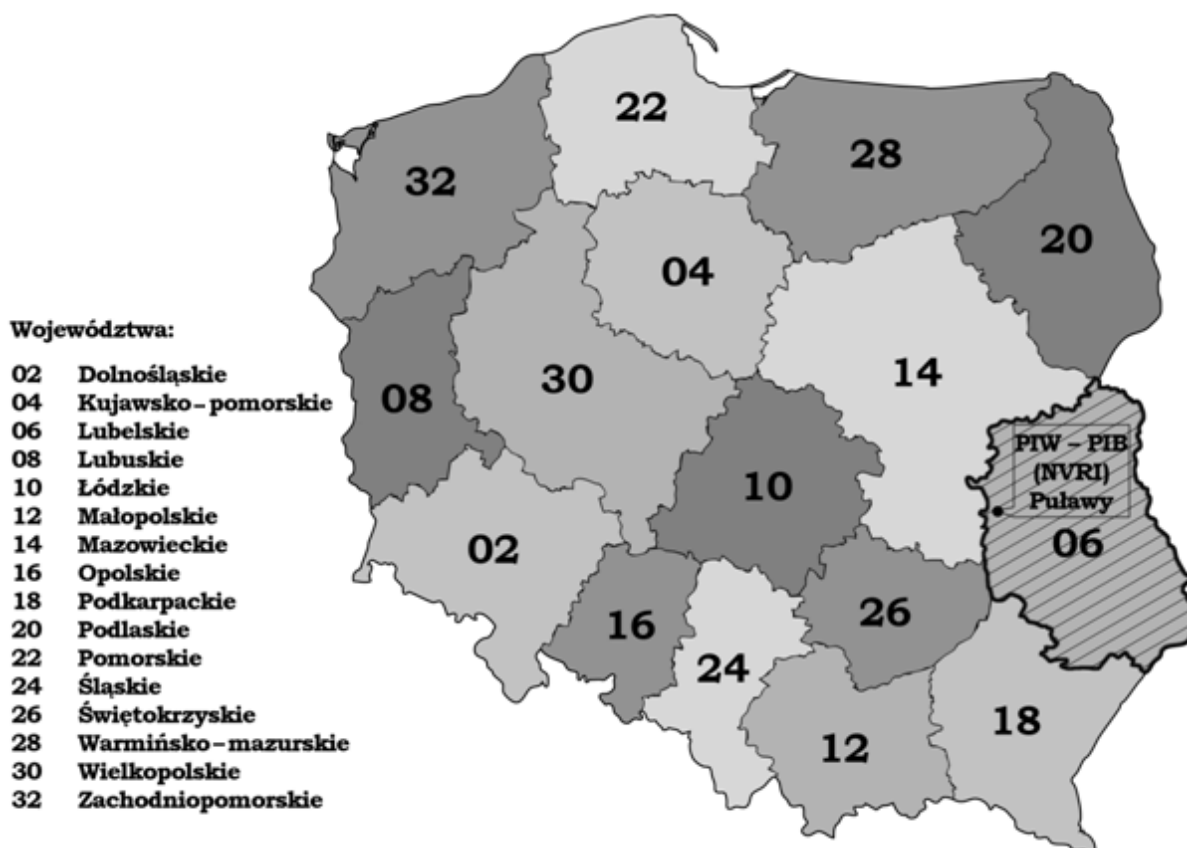 22
28
32
20
04
Województwa:
02 Dolnośląskie
04 Kujawsko-pomorskie
06 Lubelskie
08 Lubuskie
10 Łódzkie
12 Małopolskie
14 Mazowieckie
16 Opolskie
18 Podkarpackie
20 Podlaskie
22 Pomorskie
24 Śląskie
26 Świętokrzyskie
28 Warmińsko-mazurskie
30 Wielkopolskie
32 Zachodniopomorskie
14
30
08
PIW – PIB
(NVRI)
Puławy
10
06
02
26
16
24
18
12